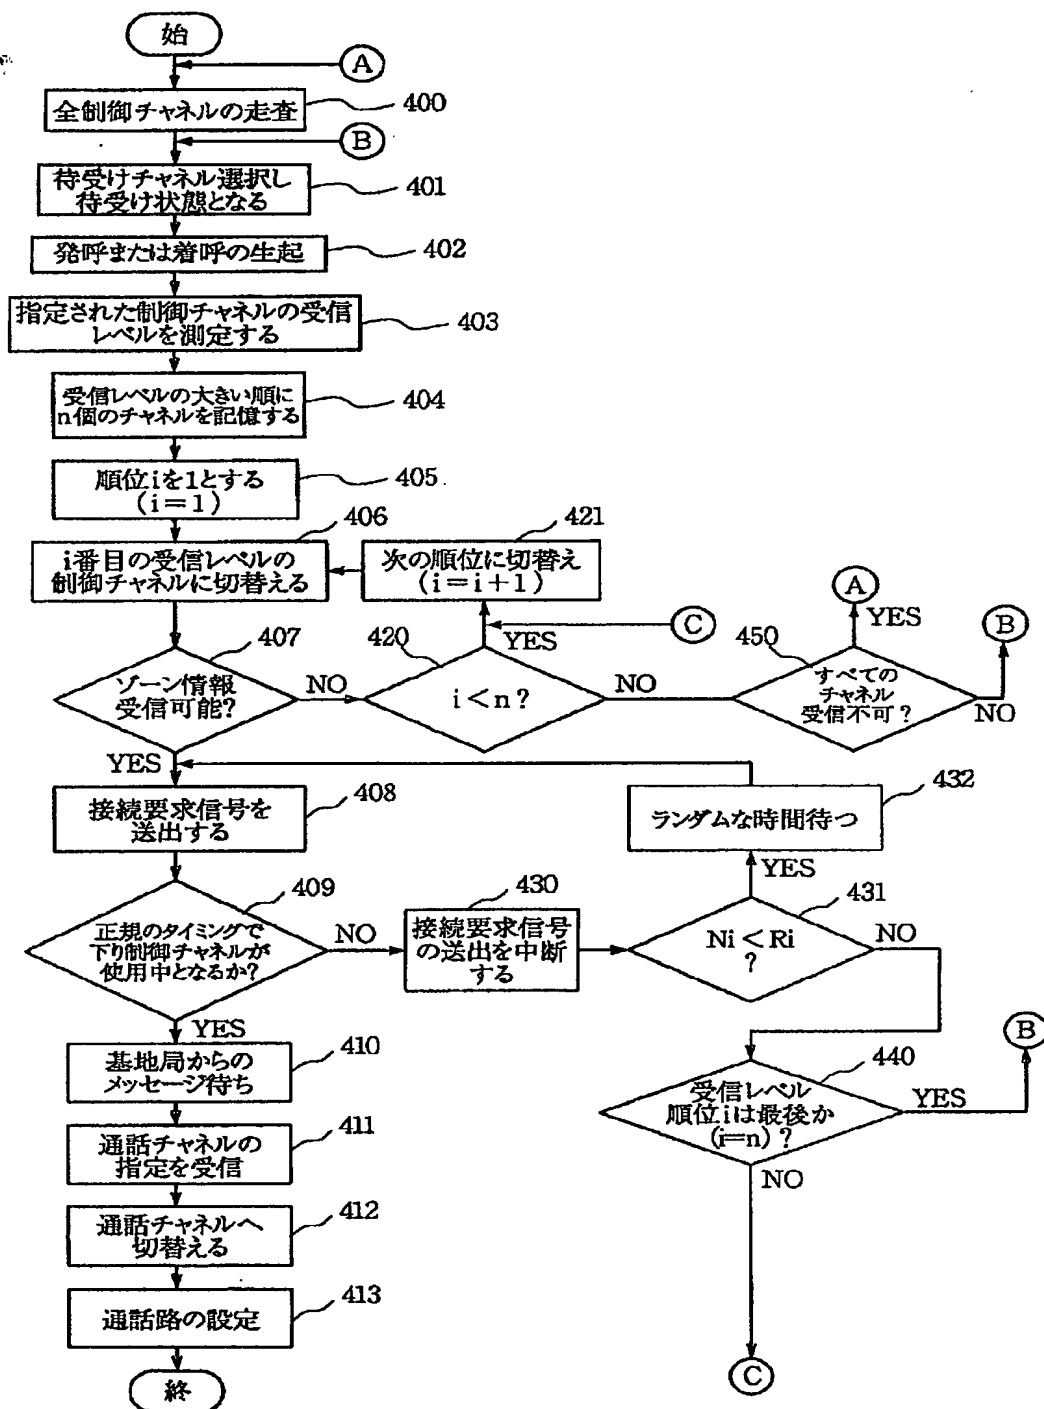 始
A
全制御チャネルの走査
400
B
待受けチャネル選択し
待受け状態となる
401
発呼または着呼の生起
402
指定された制御チャネルの受信
レベルを測定する
403
受信レベルの大きい順に
n個のチャネルを記憶する
404
順位iを1とする
(i=1)
405
406
i番目の受信レベルの
制御チャネルに切替える
421
次の順位に切替え
(i=i+1)
407
ゾーン情報
受信可能?
NO
YES
420
i<n?
YES
C
NO
450
すべての
チャネル
受信不可?
A
YES
B
NO
接続要求信号を
送出する
408
432
ランダムな時間待つ
YES
409
正規のタイミングで
下り制御チャネルが
使用中となるか?
NO
YES
430
接続要求信号
の送出を中断
する
431
Ni<Ri
?
NO
基地局からの
メッセージ待ち
410
440
受信レベル
順位iは最後か
(i=n)?
YES
B
NO
通話チャネルの
指定を受信
411
通話チャネルへ
切替える
412
通話路の設定
413
終
C